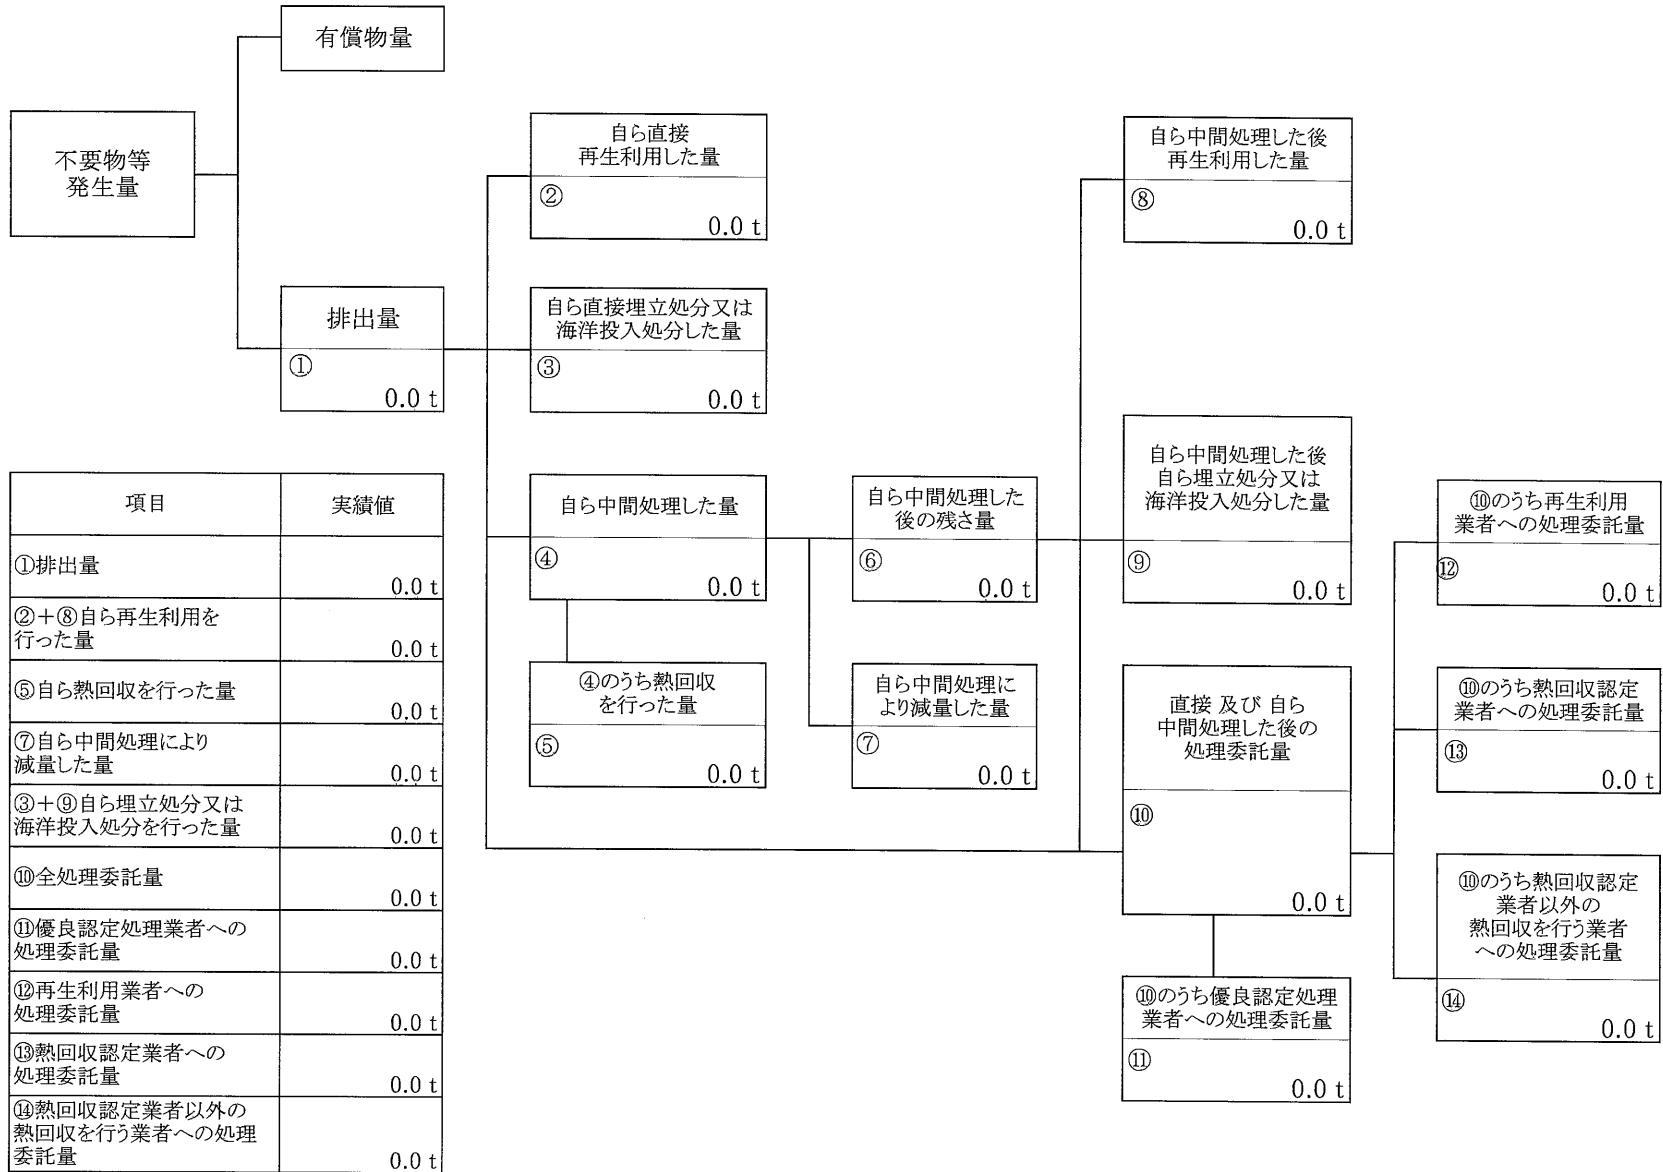 有償物量
不要物等
発生量
排出量
①
0.0 t
自ら直接
再生利用した量
②
0.0 t
自ら直接埋立処分又は
海洋投入処分した量
③
0.0 t
自ら中間処理した量
④
0.0 t
④のうち熱回収
を行った量
⑤
0.0 t
自ら中間処理した
後の残さ量
⑥
0.0 t
自ら中間処理に
より減量した量
⑦
0.0 t
自ら中間処理した後
再生利用した量
⑧
0.0 t
自ら中間処理した後
自ら埋立処分又は
海洋投入処分した量
⑨
0.0 t
直接 及び 自ら
中間処理した後の
処理委託量
⑩
0.0 t
⑩のうち優良認定処理
業者への処理委託量
⑪
0.0 t
⑩のうち再生利用
業者への処理委託量
⑫
0.0 t
⑩のうち熱回収認定
業者への処理委託量
⑬
0.0 t
⑩のうち熱回収認定
業者以外の
熱回収を行う業者
への処理委託量
⑭
0.0 t
項目 実績値
①排出量
0.0 t
②＋⑧自ら再生利用を
行った量
0.0 t
⑤自ら熱回収を行った量
0.0 t
⑦自ら中間処理により
減量した量
0.0 t
③＋⑨自ら埋立処分又は
海洋投入処分を行った量
0.0 t
⑩全処理委託量
0.0 t
⑪優良認定処理業者への
処理委託量
0.0 t
⑫再生利用業者への
処理委託量
0.0 t
⑬熱回収認定業者への
処理委託量
0.0 t
⑭熱回収認定業者以外の
熱回収を行う業者への処理
委託量
0.0 t